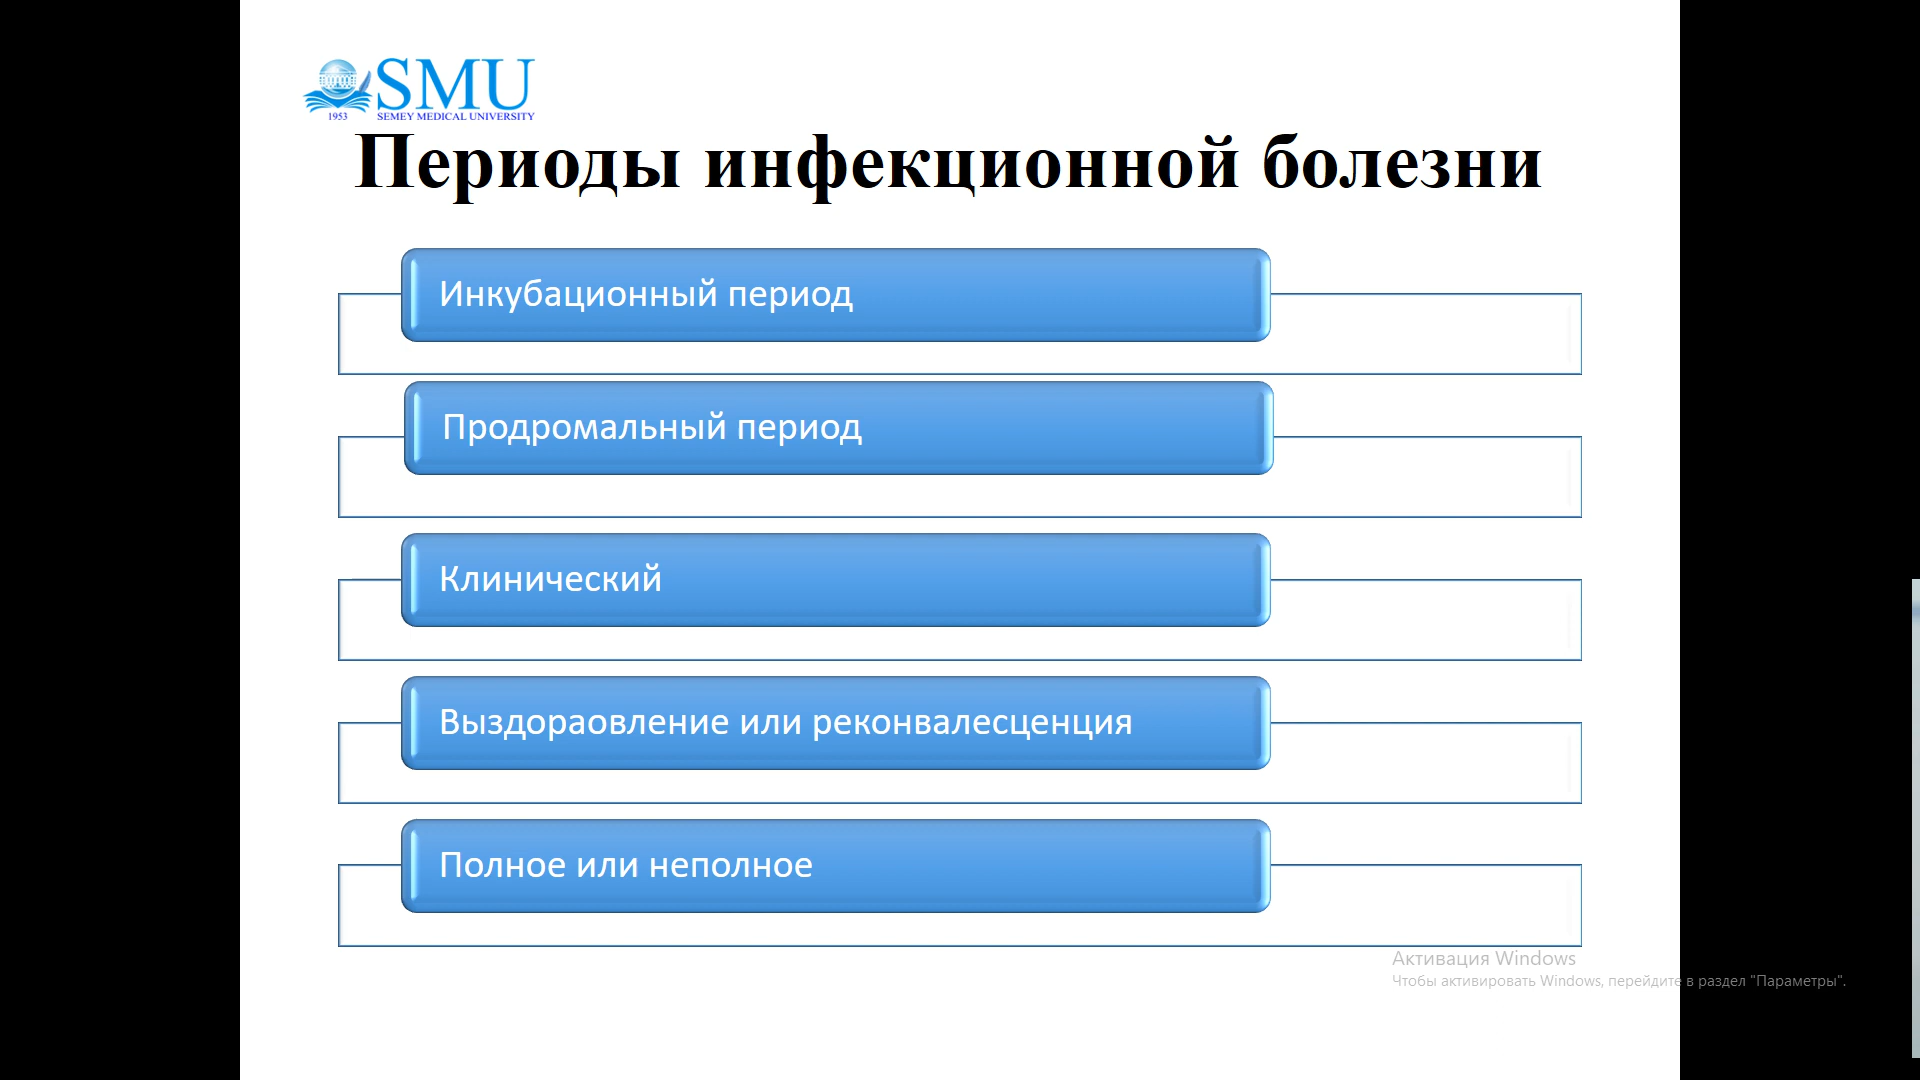 SMU
1953 SEMEY MEDICAL UNIVERSITY
Периоды инфекционной болезни
Инкубационный период
Продромальный период
Клинический
Выздораовление или реконвалесценция
Полное или неполное
Активация Windows
Чтобы активировать Windows, перейдите в раздел "Параметры".